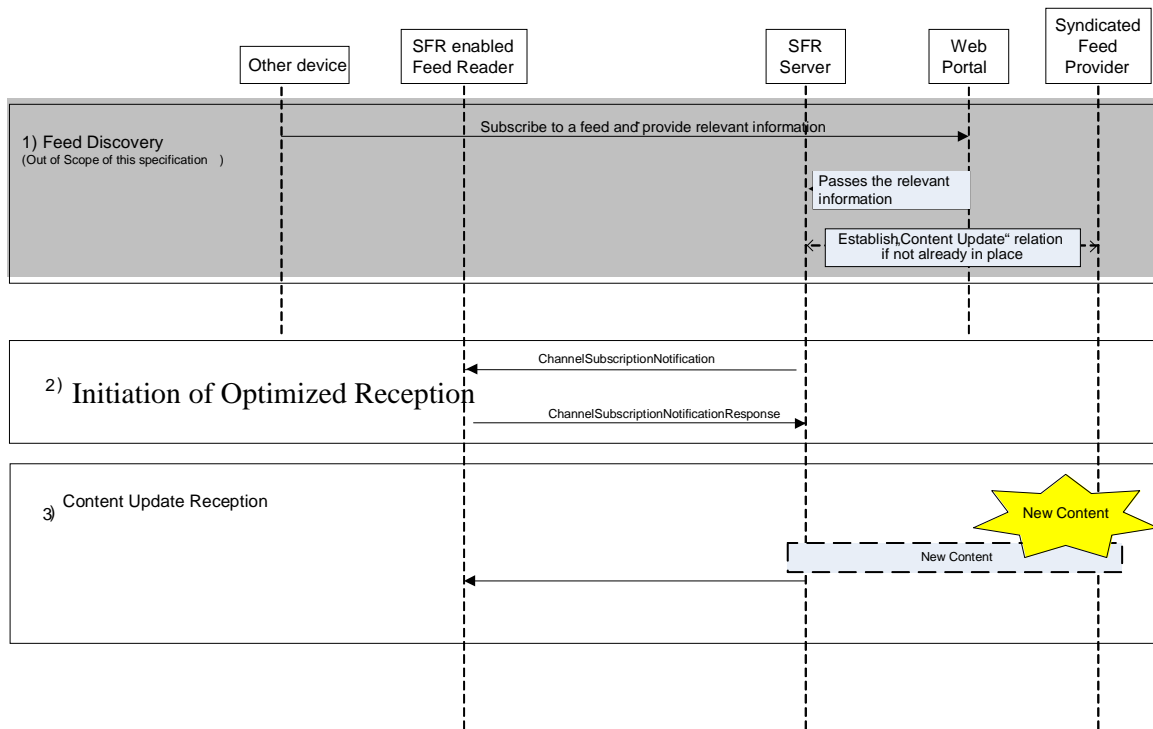 Other device
SFR enabled
Feed Reader
SFR
Server
Web
Portal
Syndicated
Feed
Provider
1) Feed Discovery
(Out of Scope of this specification )
Subscribe to a feed and provide relevant information
Passes the relevant
information
Establish „Content Update“ relation
if not already in place
2) Initiation of Optimized Reception
ChannelSubscriptionNotification
ChannelSubscriptionNotificationResponse
3) Content Update Reception
New Content
New Content